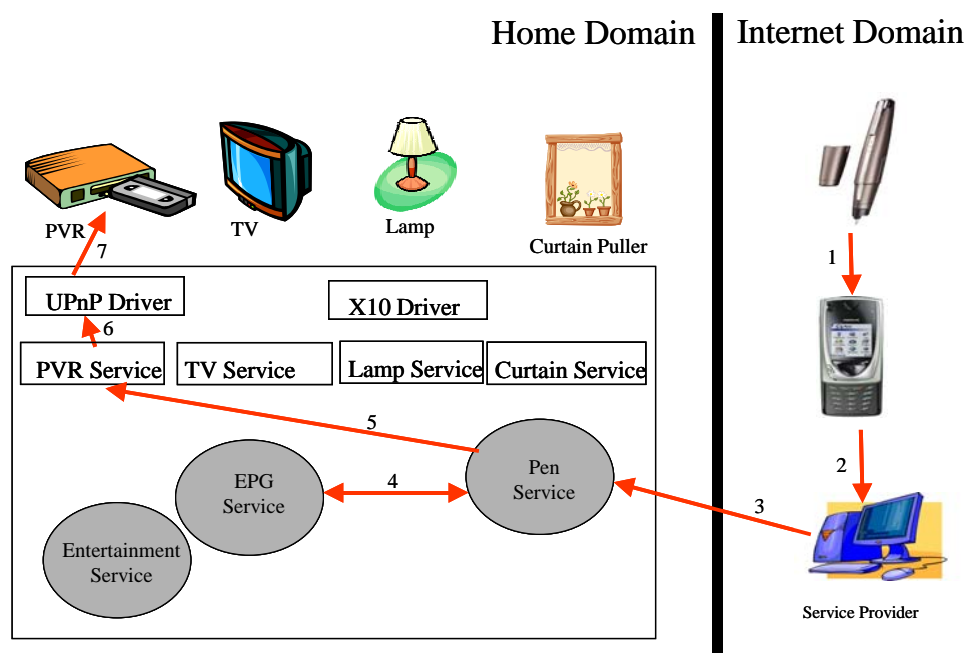 Home Domain
Internet Domain
PVR
TV
Lamp
Curtain Puller
7
1
UPnP Driver
X10 Driver
6
PVR Service
TV Service
Lamp Service
Curtain Service
5
2
EPG
Service
4
Pen
Service
3
Entertainment
Service
Service Provider